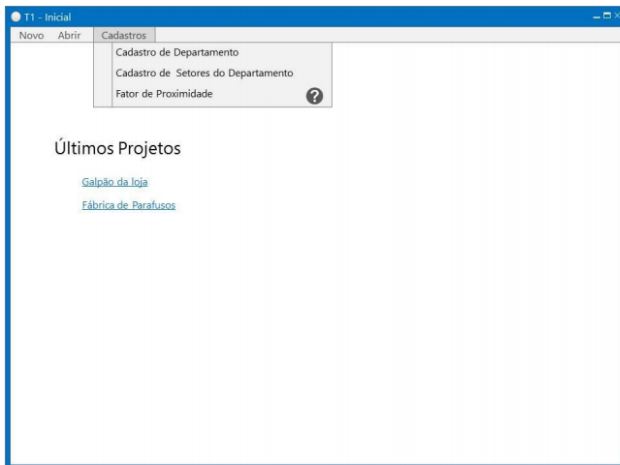 T1 - Inicial
Novo Abrir Cadastros
Cadastro de Departamento
Cadastro de Setores do Departamento
Fator de Proximidade ?
Últimos Projetos
Galpão da loja
Fábrica de Parafusos